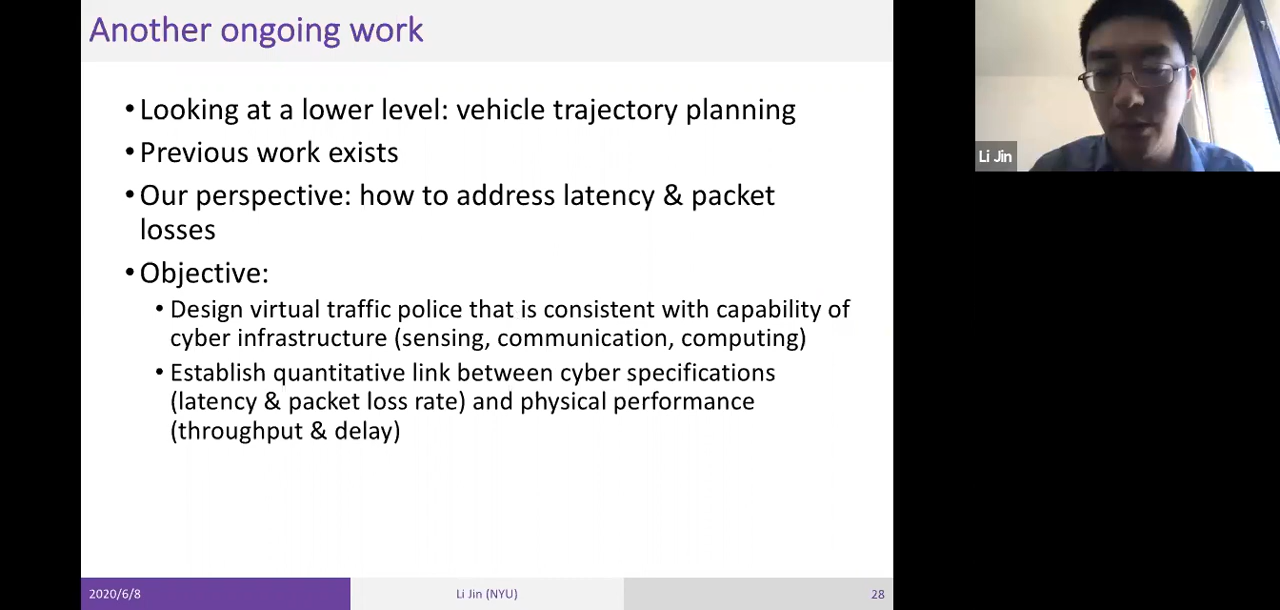 Another ongoing work
• Looking at a lower level: vehicle trajectory planning
• Previous work exists
• Our perspective: how to address latency & packet
losses
• Objective:
• Design virtual traffic police that is consistent with capability of
cyber infrastructure (sensing, communication, computing)
• Establish quantitative link between cyber specifications
(latency & packet loss rate) and physical performance
(throughput & delay)
2020/6/8
Li Jin (NYU)
28
Li Jin